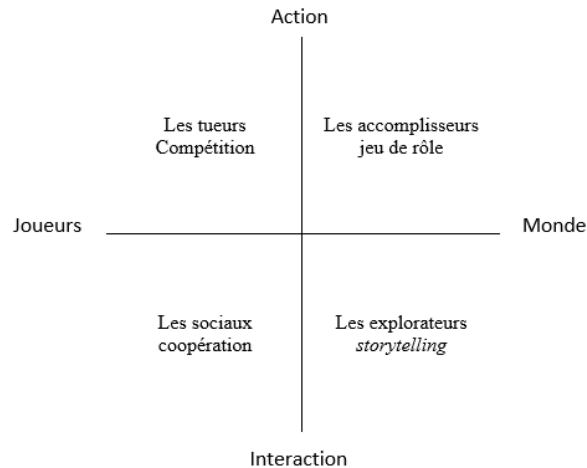 Action
Les tueurs
Compétition
Les accomplisseurs
jeu de rôle
Joueurs
Monde
Les sociaux
coopération
Les explorateurs
storytelling
Interaction